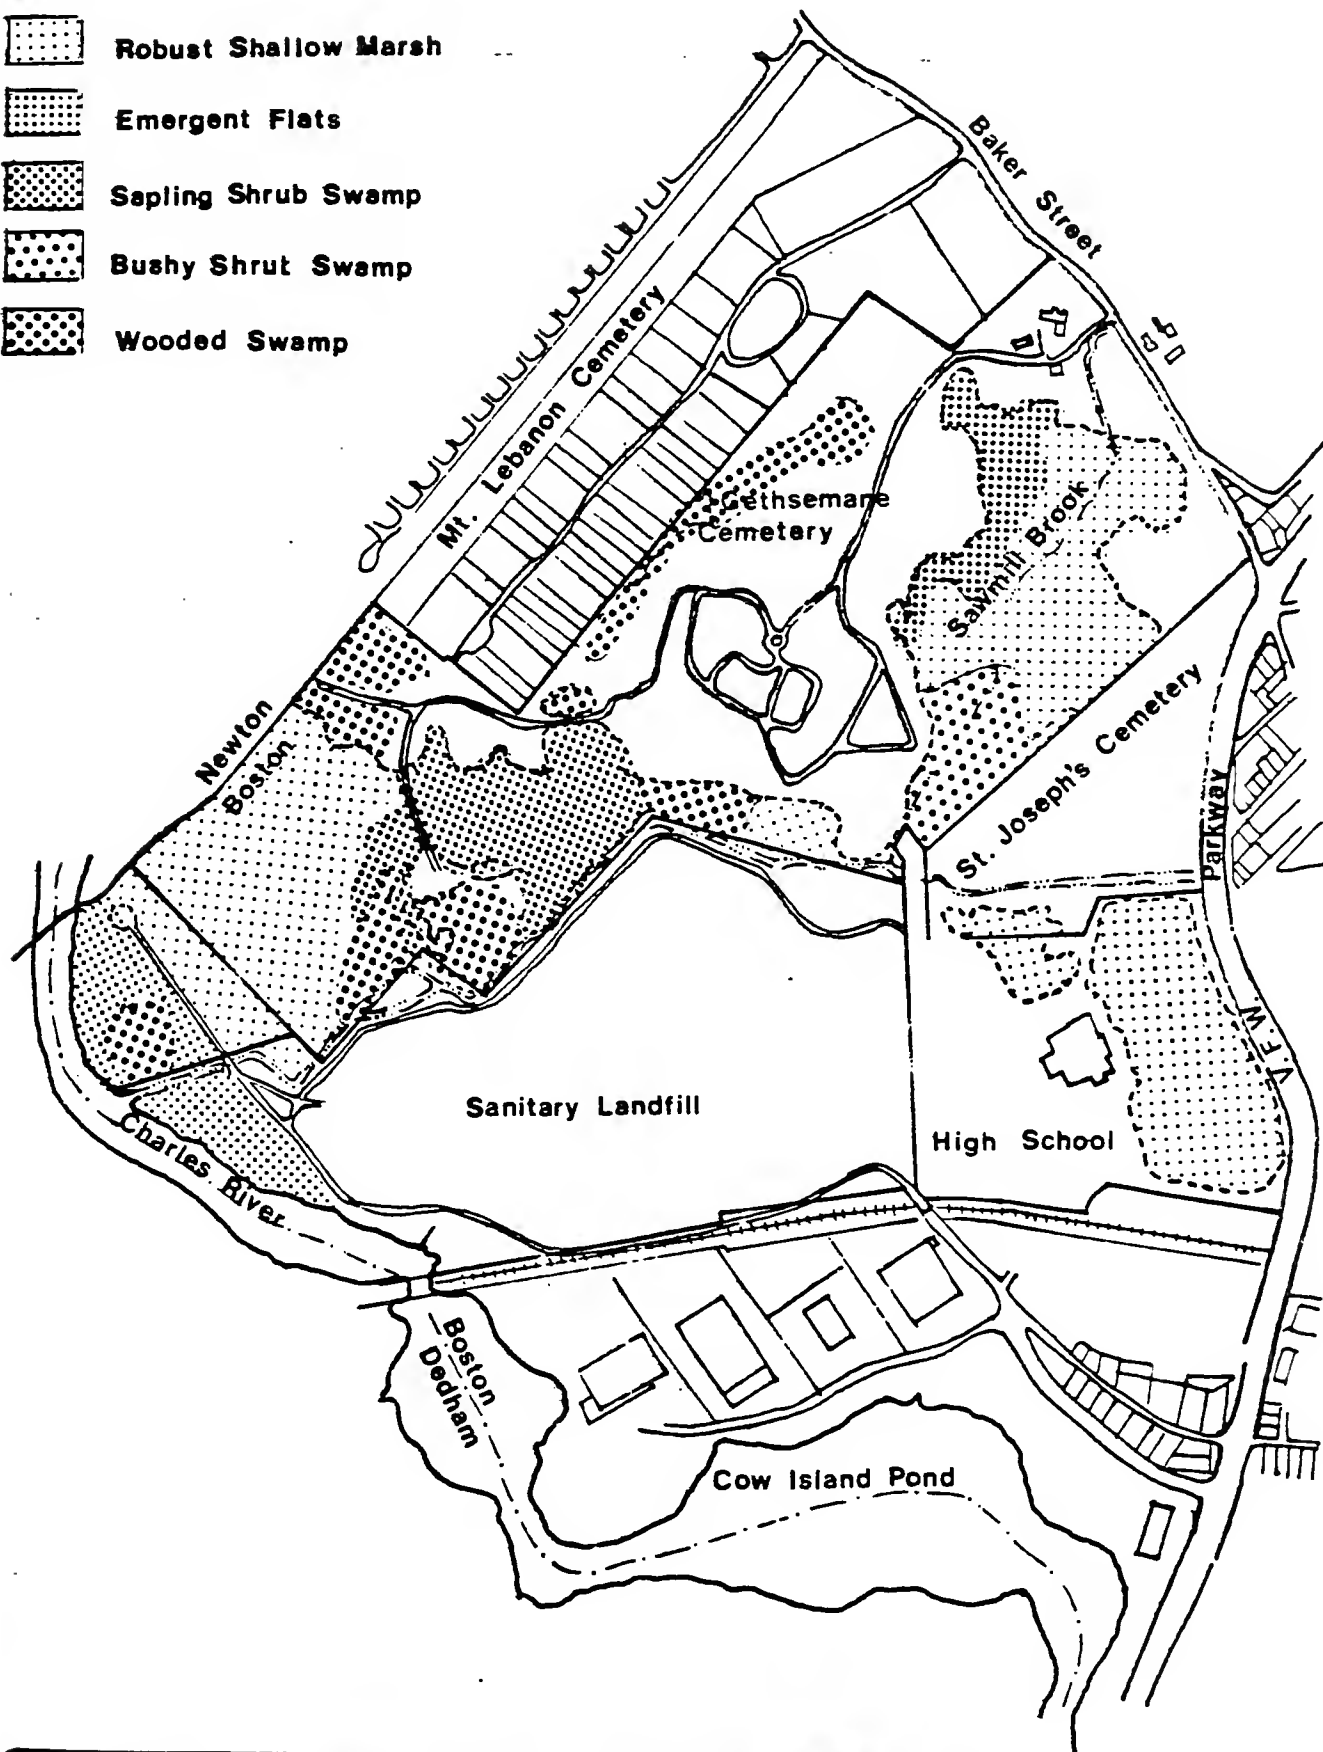 Robust Shallow Marsh
Emergent Flats
Sapling Shrub Swamp
Bushy Shrut Swamp
Wooded Swamp
Baker Street
Mt. Lebanon Cemetery
Gethsemane
Cemetery
Sawmill Brook
Newton
Boston
St. Joseph's Cemetery
Parkway
VFW
Sanitary Landfill
High School
Charles River
Boston
Dedham
Cow Island Pond